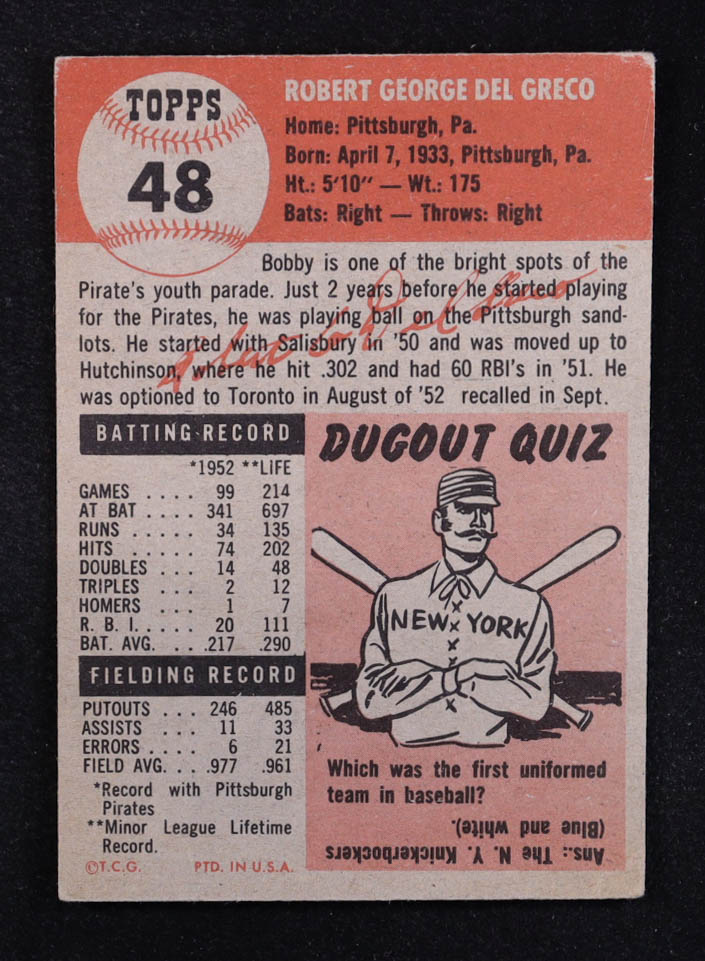 TOPPS
48
ROBERT GEORGE DEL GRECO
Home: Pittsburgh, Pa.
Born: April 7, 1933, Pittsburgh, Pa.
Ht.: 5'10" — Wt.: 175
Bats: Right — Throws: Right
Bobby is one of the bright spots of the
Pirate's youth parade. Just 2 years before he started playing
for the Pirates, he was playing ball on the Pittsburgh sand-
lots. He started with Salisbury in '50 and was moved up to
Hutchinson, where he hit .302 and had 60 RBI's in '51. He
was optioned to Toronto in August of '52 recalled in Sept.
Robert G. Del Greco
BATTING RECORD
*1952 **LIFE
GAMES .... 99 214
AT BAT .... 341 697
RUNS ..... 34 135
HITS ..... 74 202
DOUBLES ... 14 48
TRIPLES ... 2 12
HOMERS ... 1 7
R. B. I. .... 20 111
BAT. AVG. .. .217 .290
FIELDING RECORD
PUTOUTS ... 246 485
ASSISTS ... 11 33
ERRORS ... 6 21
FIELD AVG. .. .977 .961
*Record with Pittsburgh
Pirates
**Minor League Lifetime
Record.
©T.C.G. PTD. IN U.S.A.
DUGOUT QUIZ
NEW YORK
Which was the first uniformed
team in baseball?
Ans.: The N. Y. Knickerbockers
(Blue and white).